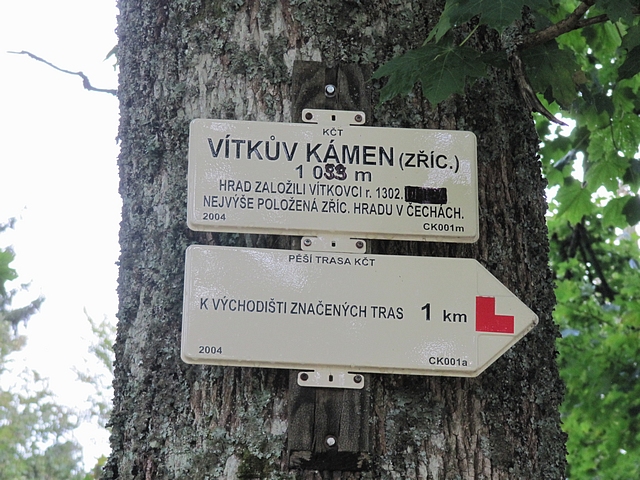 KČT
VÍTKŮV KÁMEN (ZŘÍC.)
1 035 m
HRAD ZALOŽILI VÍTKOVCI r. 1302.
NEJVÝŠE POLOŽENÁ ZŘÍC. HRADU V ČECHÁCH.
2004 CK001m
PĚŠÍ TRASA KČT
K VÝCHODIŠTI ZNAČENÝCH TRAS 1 km
2004 CK001a